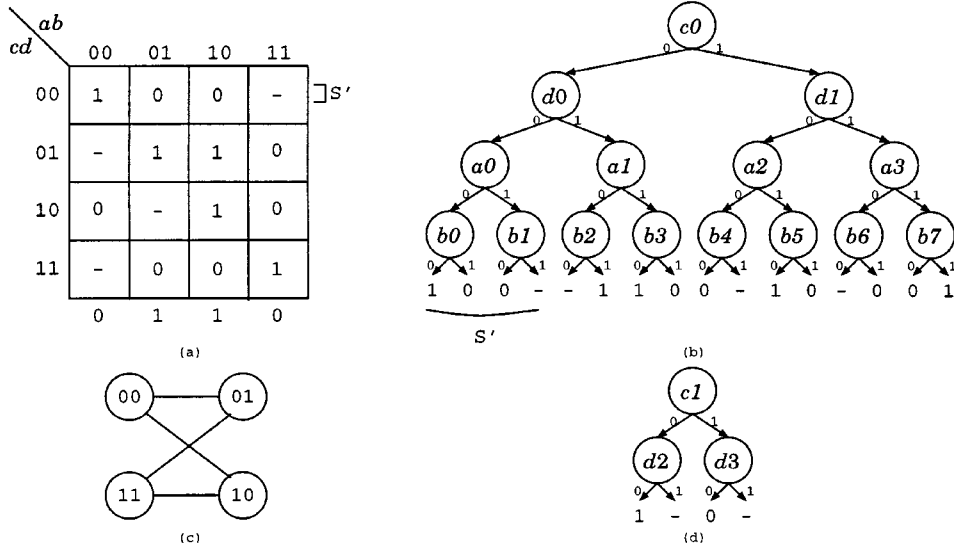 ab
cd
00 01 10 11
00 1 0 0 - S'
01 - 1 1 0
10 0 - 1 0
11 - 0 0 1
0 1 1 0
(a)
c0
0 1
d0 d1
0 1 0 1
a0 a1 a2 a3
0 1 0 1 0 1 0 1
b0 b1 b2 b3 b4 b5 b6 b7
0 1 0 1 0 1 0 1 0 1 0 1 0 1 0 1
1 0 0 - - 1 1 0 0 - 1 0 - 0 0 1
S'
(b)
00 01
11 10
(c)
c1
0 1
d2 d3
0 1 0 1
1 - 0 -
(d)